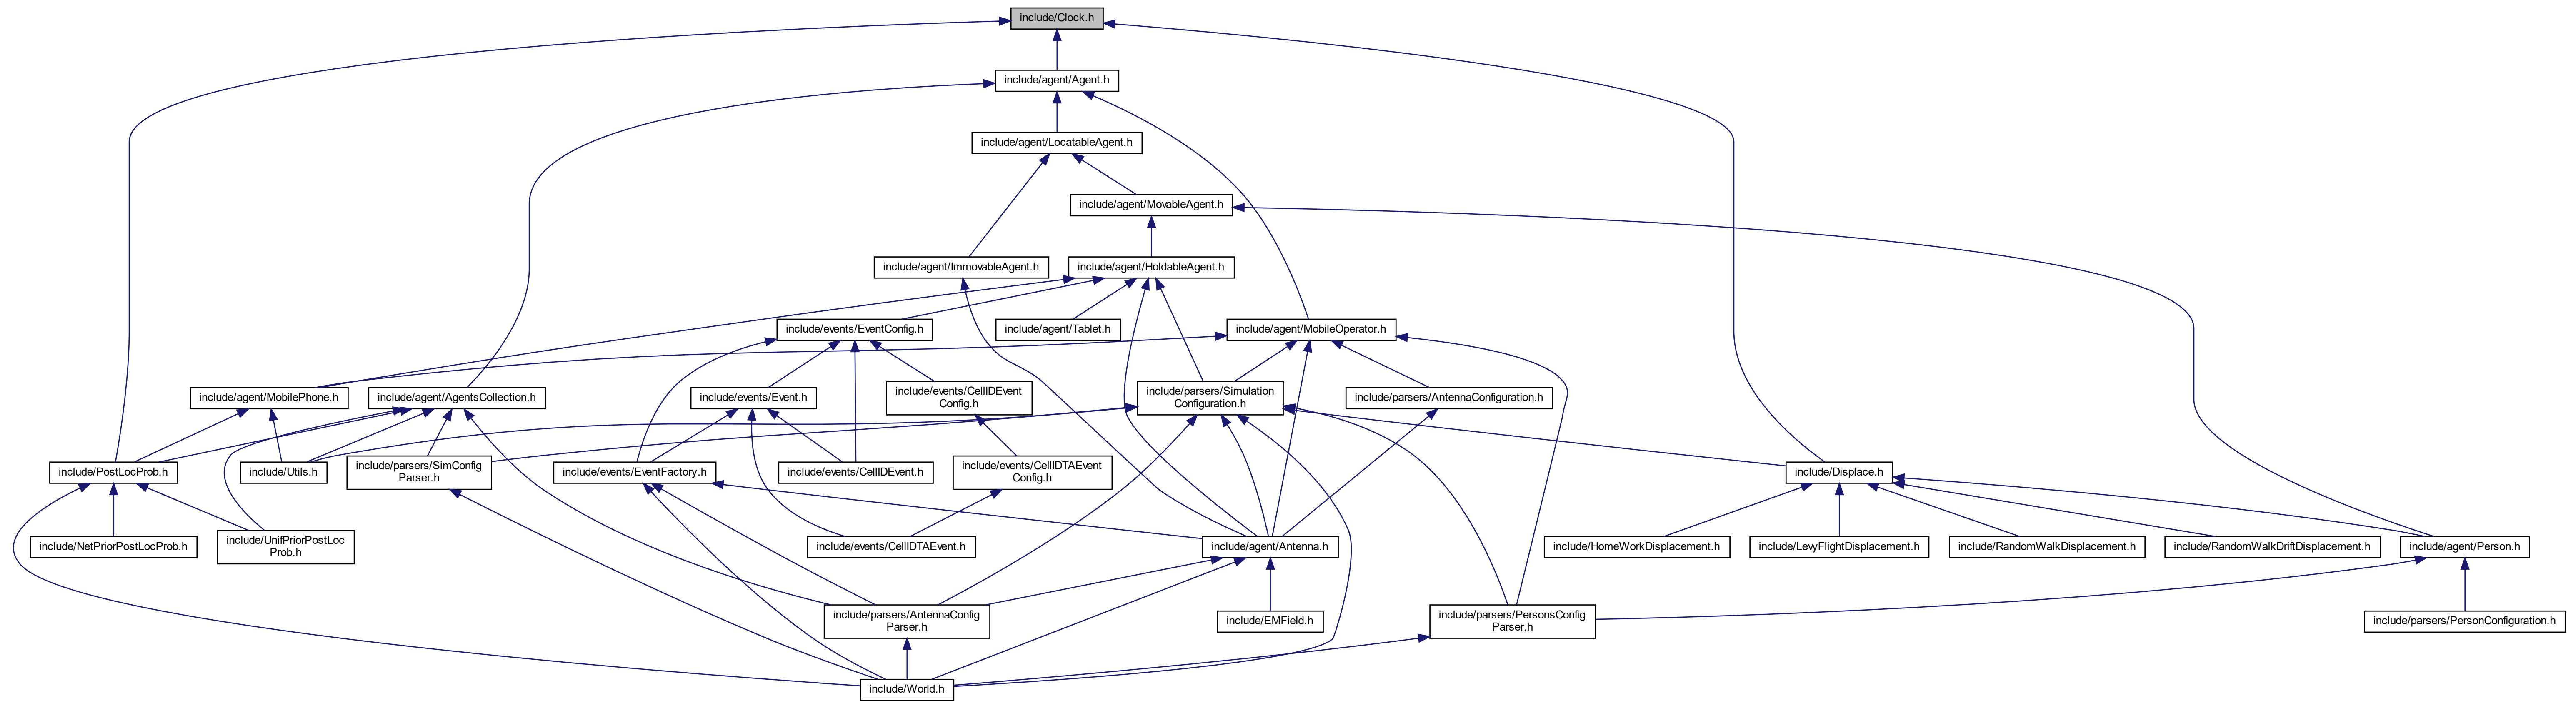 include/Clock.h
include/agent/Agent.h
include/agent/LocatableAgent.h
include/agent/MovableAgent.h
include/agent/ImmovableAgent.h
include/agent/HoldableAgent.h
include/events/EventConfig.h
include/agent/Tablet.h
include/agent/MobileOperator.h
include/agent/MobilePhone.h
include/agent/AgentsCollection.h
include/events/Event.h
include/events/CellIDEvent
Config.h
include/parsers/Simulation
Configuration.h
include/parsers/AntennaConfiguration.h
include/PostLocProb.h
include/Utils.h
include/parsers/SimConfig
Parser.h
include/events/EventFactory.h
include/events/CellIDEvent.h
include/events/CellIDTAEvent
Config.h
include/Displace.h
include/NetPriorPostLocProb.h
include/UnifPriorPostLoc
Prob.h
include/events/CellIDTAEvent.h
include/agent/Antenna.h
include/HomeWorkDisplacement.h
include/LevyFlightDisplacement.h
include/RandomWalkDisplacement.h
include/RandomWalkDriftDisplacement.h
include/agent/Person.h
include/parsers/AntennaConfig
Parser.h
include/EMField.h
include/parsers/PersonsConfig
Parser.h
include/parsers/PersonConfiguration.h
include/World.h